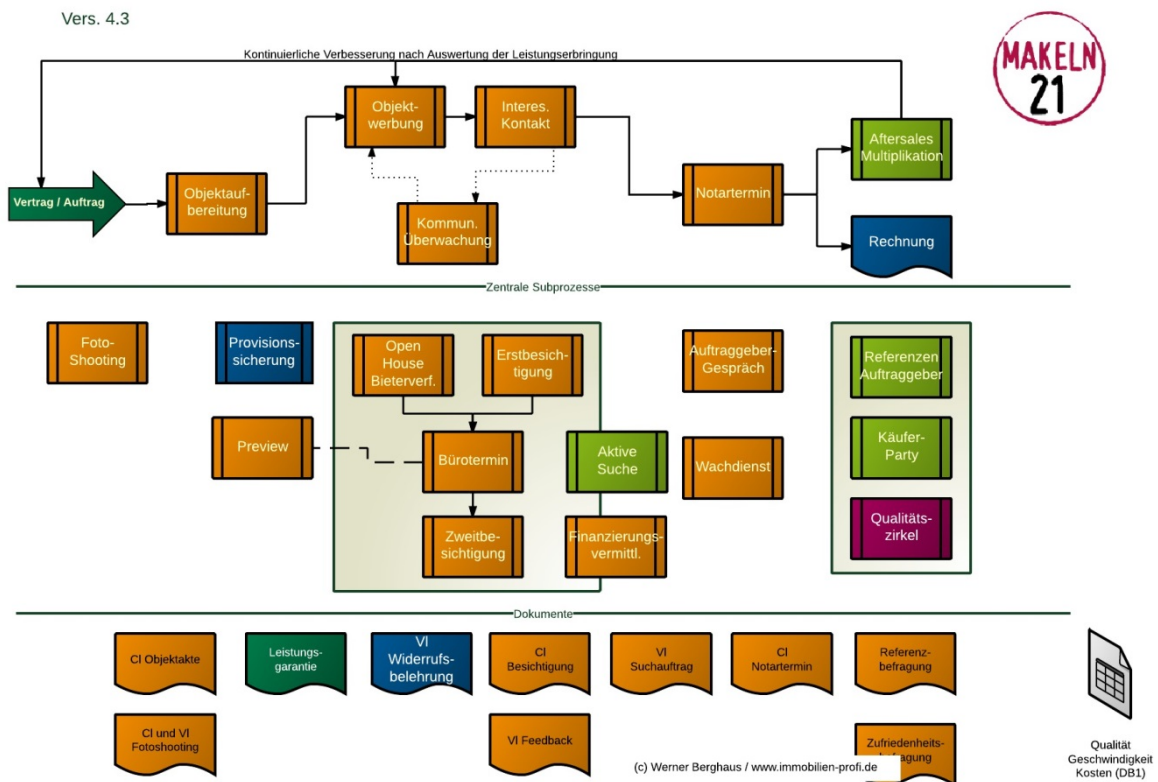 Vers. 4.3
Kontinuierliche Verbesserung nach Auswertung der Leistungserbringung
MAKELN
21
Objekt-
werbung
Interes.
Kontakt
Aftersales
Multiplikation
Vertrag / Auftrag
Objektauf-
bereitung
Notartermin
Kommun.
Überwachung
Rechnung
Zentrale Subprozesse
Foto-
Shooting
Provisions-
sicherung
Open
House
Bieterverf.
Erstbesich-
tigung
Auftraggeber-
Gespräch
Referenzen
Auftraggeber
Preview
Bürotermin
Aktive
Suche
Wachdienst
Käufer-
Party
Zweitbe-
sichtigung
Finanzierungs-
vermittl.
Qualitäts-
zirkel
Dokumente
CI Objektakte
Leistungs-
garantie
VI
Widerrufs-
belehrung
CI
Besichtigung
VI
Suchauftrag
CI
Notartermin
Referenz-
befragung
CI und VI
Fotoshooting
VI Feedback
Zufriedenheits-
befragung
(c) Werner Berghaus / www.immobilien-profi.de
Qualität
Geschwindigkeit
Kosten (DB1)